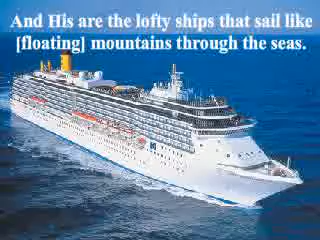 And His are the lofty ships that sail like
[floating] mountains through the seas.